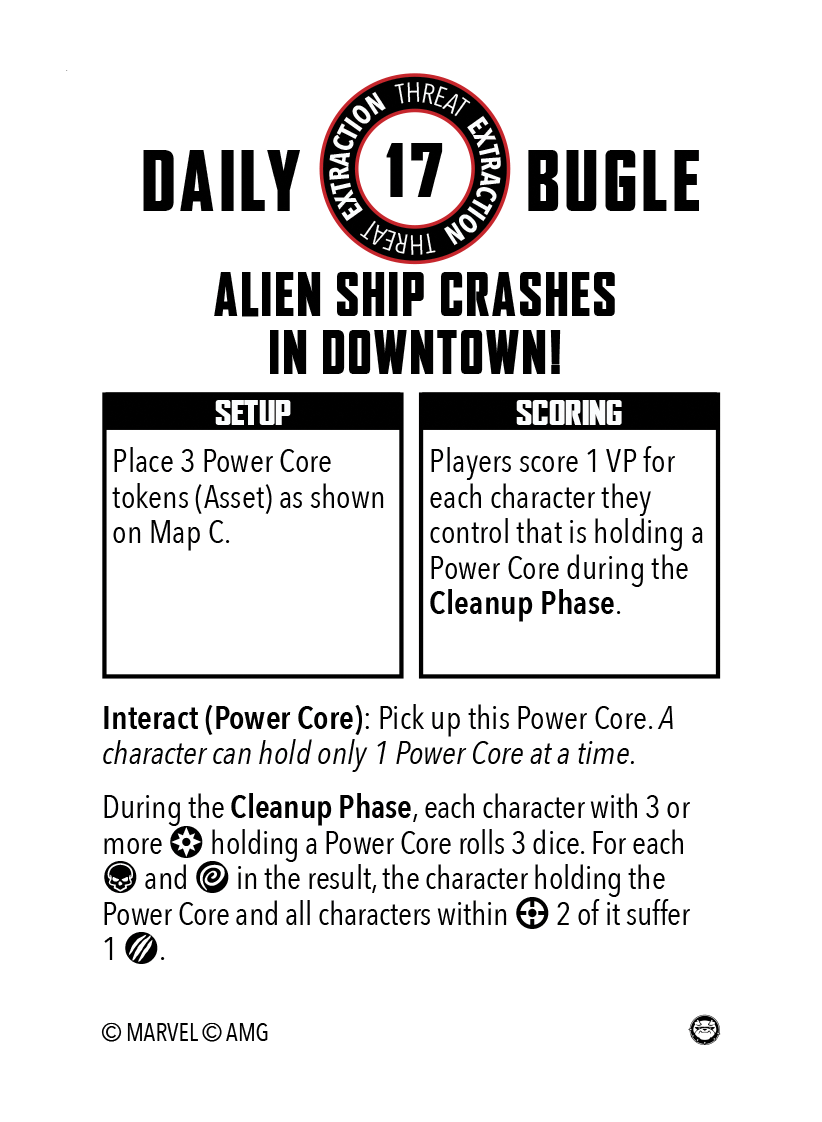 DAILY
EXTRACTION THREAT EXTRACTION THREAT
17
BUGLE
ALIEN SHIP CRASHES
IN DOWNTOWN!
SETUP
Place 3 Power Core
tokens (Asset) as shown
on Map C.
SCORING
Players score 1 VP for
each character they
control that is holding a
Power Core during the
Cleanup Phase.
Interact (Power Core): Pick up this Power Core. A
character can hold only 1 Power Core at a time.
During the Cleanup Phase, each character with 3 or
more holding a Power Core rolls 3 dice. For each
and in the result, the character holding the
Power Core and all characters within 2 of it suffer
1 .
© MARVEL © AMG